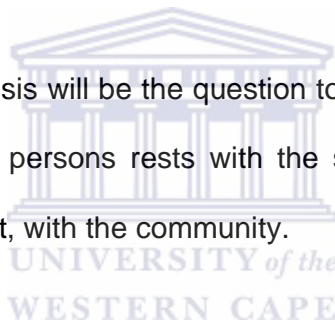 sis will be the question to
persons rests with the s
t, with the community.
UNIVERSITY of the
WESTERN CAPE